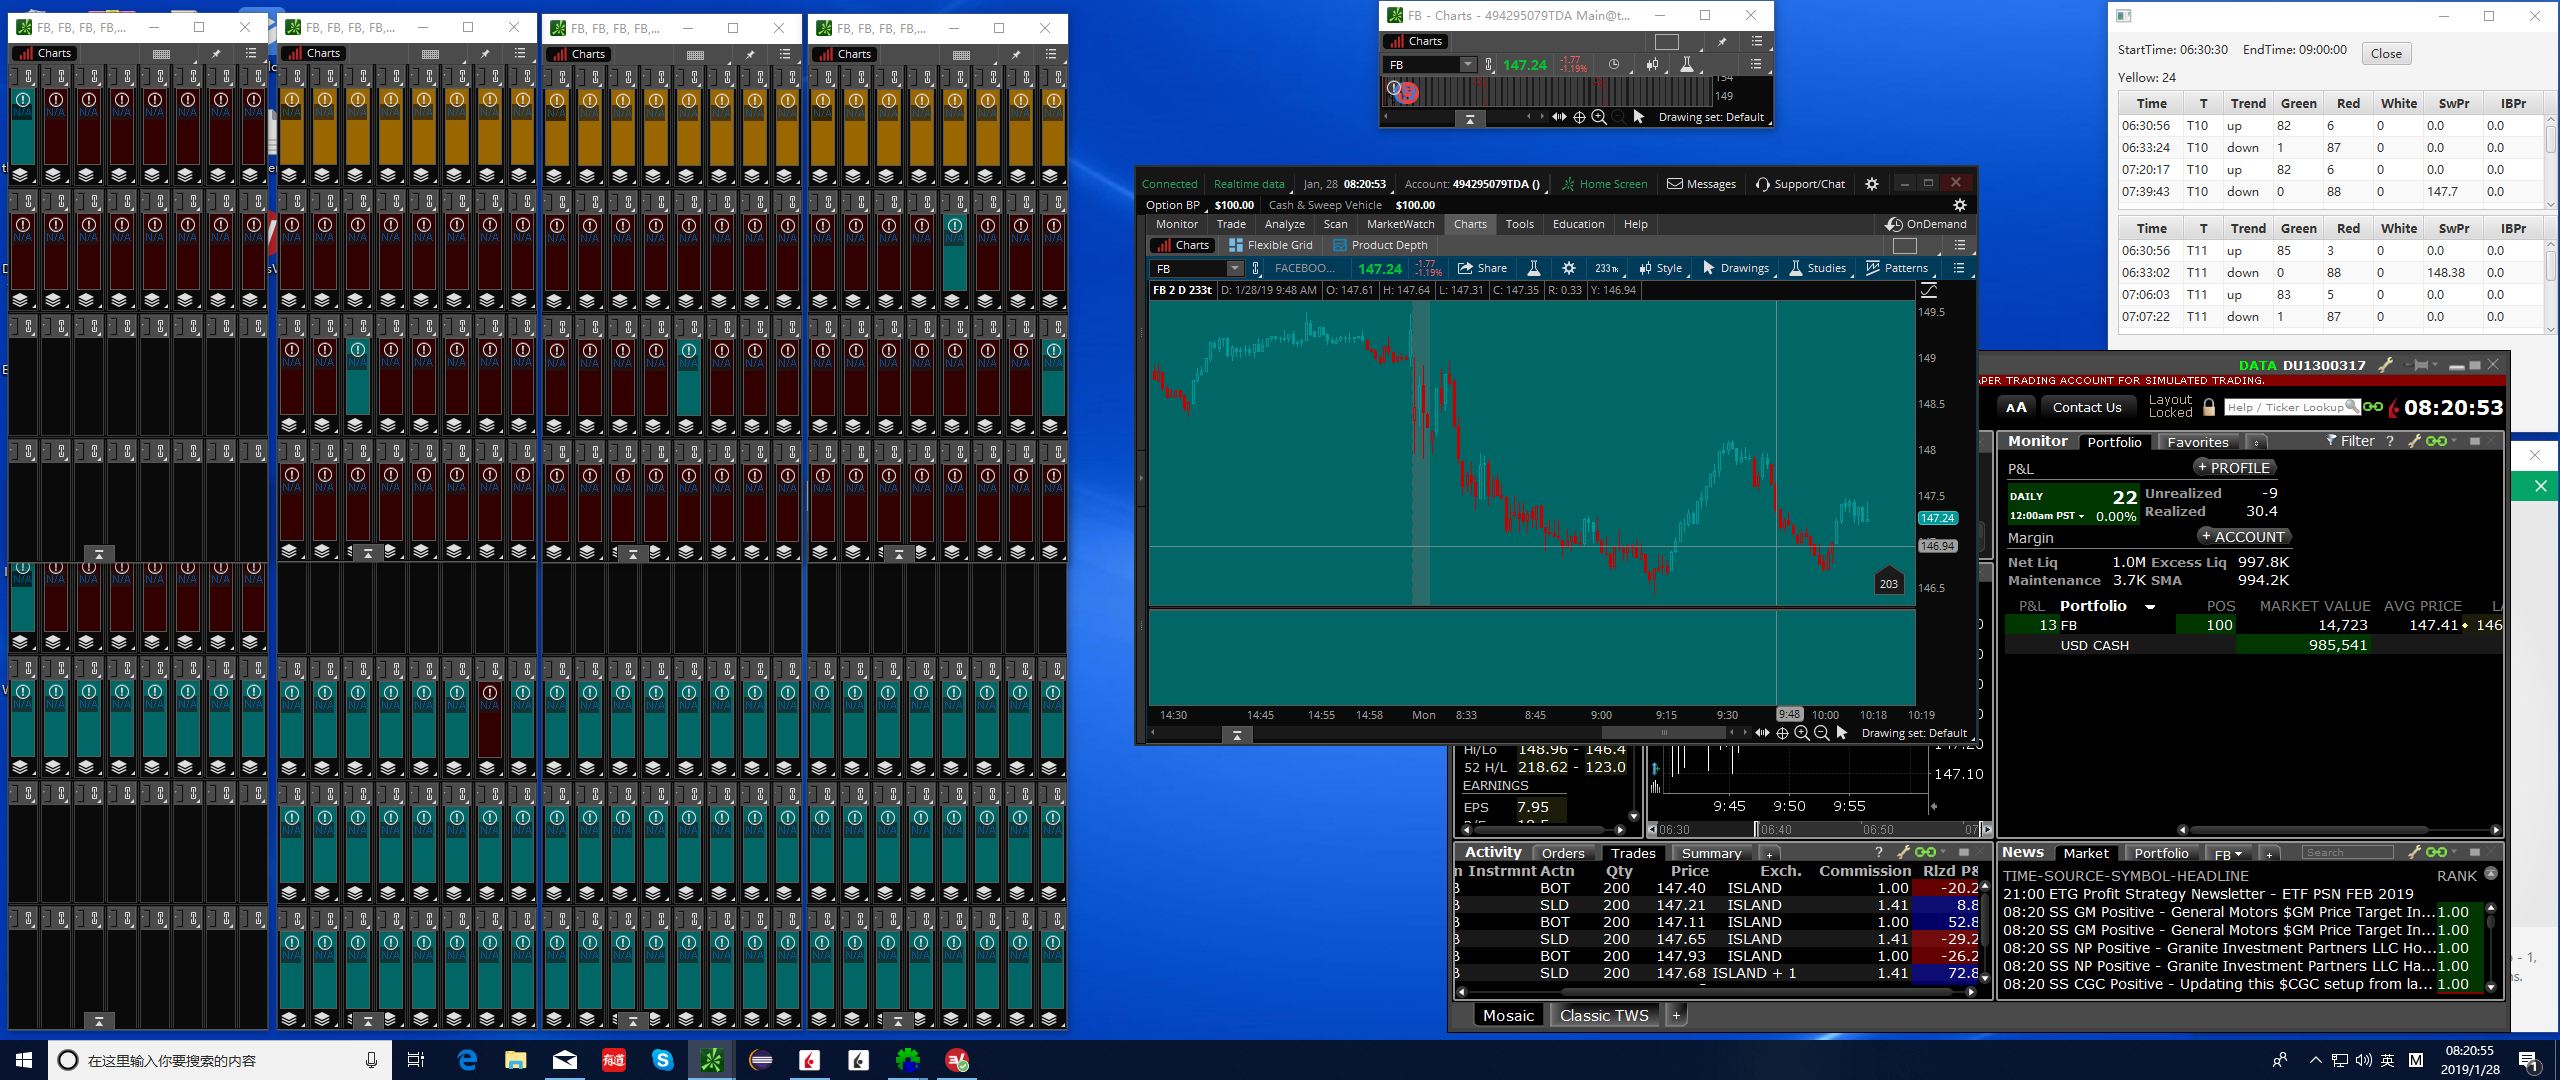 FB, FB, FB, FB,...
Charts
FB, FB, FB, FB,...
Charts
FB, FB, FB, FB,...
Charts
FB, FB, FB, FB,...
Charts
FB - Charts - 494295079TDA Main@t...
Charts
FB 147.24 -1.77 -1.19%
154
149
Drawing set: Default
StartTime: 06:30:30 EndTime: 09:00:00 Close
Yellow: 24
Time T Trend Green Red White SwPr IBPr
06:30:56 T10 up 82 6 0 0.0 0.0
06:33:24 T10 down 1 87 0 0.0 0.0
07:20:17 T10 up 82 6 0 0.0 0.0
07:39:43 T10 down 0 88 0 147.7 0.0
Time T Trend Green Red White SwPr IBPr
06:30:56 T11 up 85 3 0 0.0 0.0
06:33:02 T11 down 0 88 0 148.38 0.0
07:06:03 T11 up 83 5 0 0.0 0.0
07:07:22 T11 down 1 87 0 0.0 0.0
Connected Realtime data Jan, 28 08:20:53 Account: 494295079TDA () Home Screen Messages Support/Chat
Option BP $100.00 Cash & Sweep Vehicle $100.00
Monitor Trade Analyze Scan MarketWatch Charts Tools Education Help OnDemand
Charts Flexible Grid Product Depth
FB FACEBOO... 147.24 -1.77 -1.19% Share 233 Tk Style Drawings Studies Patterns
FB 2 D 233t D: 1/28/19 9:48 AM O: 147.61 H: 147.64 L: 147.31 C: 147.35 R: 0.33 Y: 146.94
149.5
149
148.5
148
147.5
147.24
146.94
146.5
203
14:30 14:45 14:55 14:58 Mon 8:33 8:45 9:00 9:15 9:30 9:48 10:00 10:18 10:19
Drawing set: Default
DATA DU1300317
APER TRADING ACCOUNT FOR SIMULATED TRADING.
AA Contact Us Layout Locked Help / Ticker Lookup 08:20:53
Monitor Portfolio Favorites + Filter ?
P&L + PROFILE
DAILY 22 Unrealized -9
12:00am PST 0.00% Realized 30.4
Margin + ACCOUNT
Net Liq 1.0M Excess Liq 997.8K
Maintenance 3.7K SMA 994.2K
P&L Portfolio POS MARKET VALUE AVG PRICE LA
13 FB 100 14,723 147.41 146
USD CASH 985,541
Hi/Lo 148.96 - 146.4
52 H/L 218.62 - 123.0
EARNINGS
EPS 7.95
147.20
147.10
9:45 9:50 9:55
06:30 06:40 06:50 07
Activity Orders Trades Summary + ?
Instrmnt Actn Qty Price Exch. Commission Rlzd P&
BOT 200 147.40 ISLAND 1.00 -20.2
SLD 200 147.21 ISLAND 1.41 8.8
BOT 200 147.11 ISLAND 1.00 52.8
SLD 200 147.65 ISLAND 1.41 -29.2
BOT 200 147.93 ISLAND 1.00 -26.2
SLD 200 147.68 ISLAND + 1 1.41 72.8
News Market Portfolio FB + Search
TIME-SOURCE-SYMBOL-HEADLINE RANK
21:00 ETG Profit Strategy Newsletter - ETF PSN FEB 2019
08:20 SS GM Positive - General Motors $GM Price Target In... 1.00
08:20 SS GM Positive - General Motors $GM Price Target In... 1.00
08:20 SS NP Positive - Granite Investment Partners LLC Ho... 1.00
08:20 SS NP Positive - Granite Investment Partners LLC Ha... 1.00
08:20 SS CGC Positive - Updating this $CGC setup from la... 1.00
Mosaic Classic TWS +
在这里输入你要搜索的内容
有道
英 M
08:20:55
2019/1/28